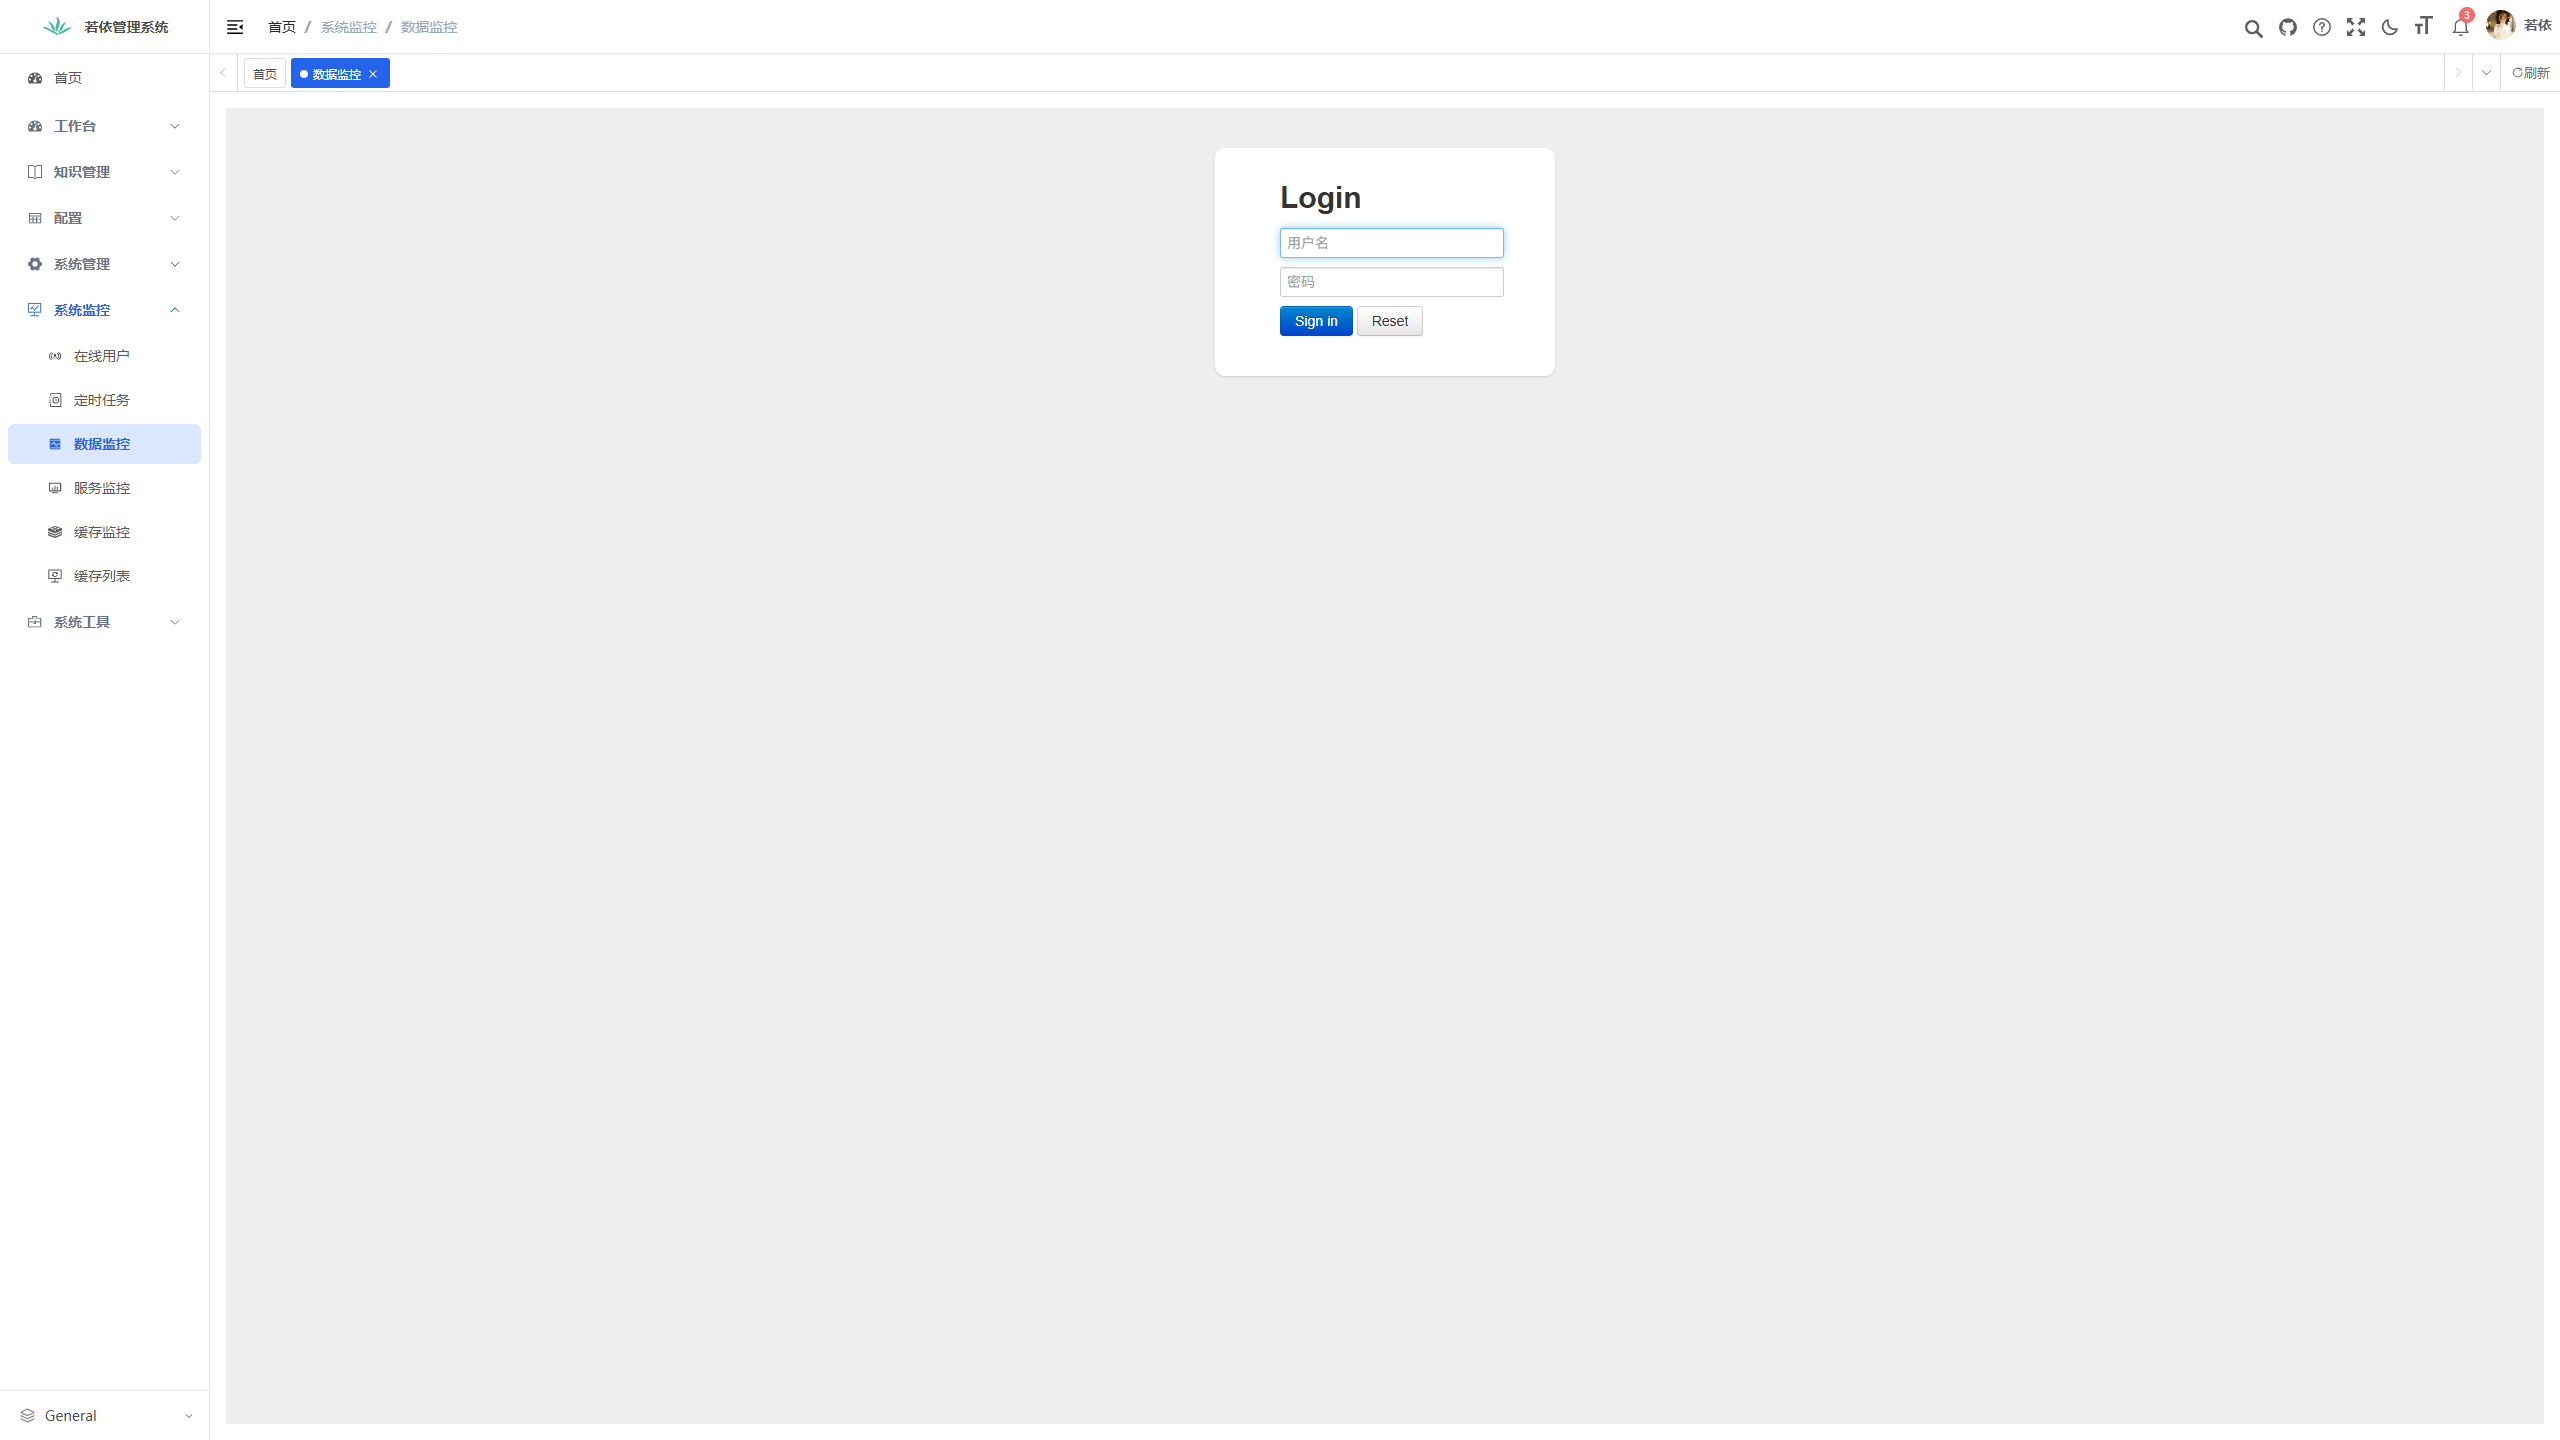 若依管理系统
首页 / 系统监控 / 数据监控
3
若依
首页
数据监控
刷新
首页
工作台
知识管理
配置
系统管理
系统监控
在线用户
定时任务
数据监控
服务监控
缓存监控
缓存列表
系统工具
General
Login
用户名
密码
Sign in Reset